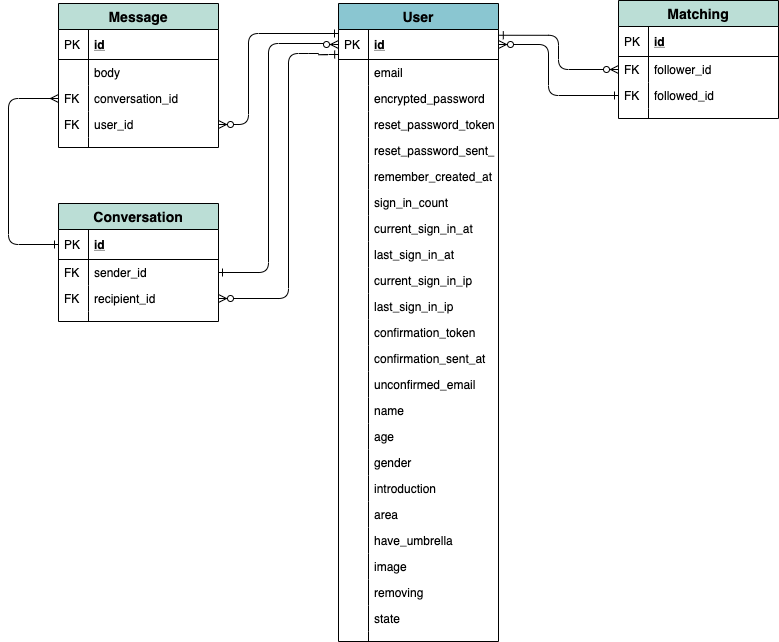 Message
PK id
body
FK conversation_id
FK user_id
Conversation
PK id
FK sender_id
FK recipient_id
User
PK id
email
encrypted_password
reset_password_token
reset_password_sent_
remember_created_at
sign_in_count
current_sign_in_at
last_sign_in_at
current_sign_in_ip
last_sign_in_ip
confirmation_token
confirmation_sent_at
unconfirmed_email
name
age
gender
introduction
area
have_umbrella
image
removing
state
Matching
PK id
FK follower_id
FK followed_id